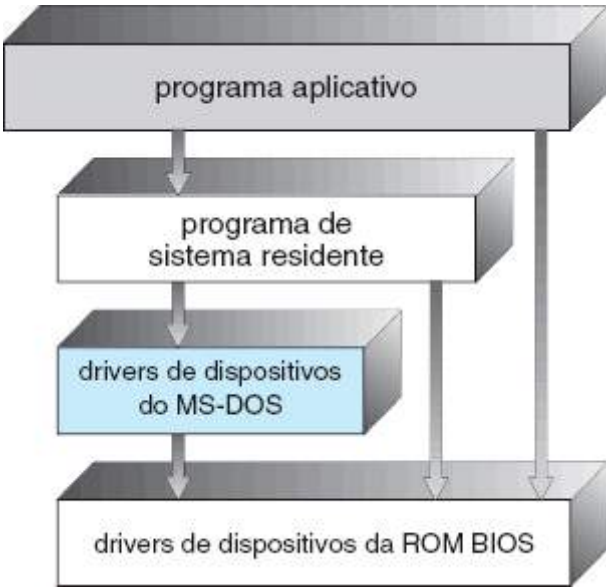 programa aplicativo
programa de
sistema residente
drivers de dispositivos
do MS-DOS
drivers de dispositivos da ROM BIOS